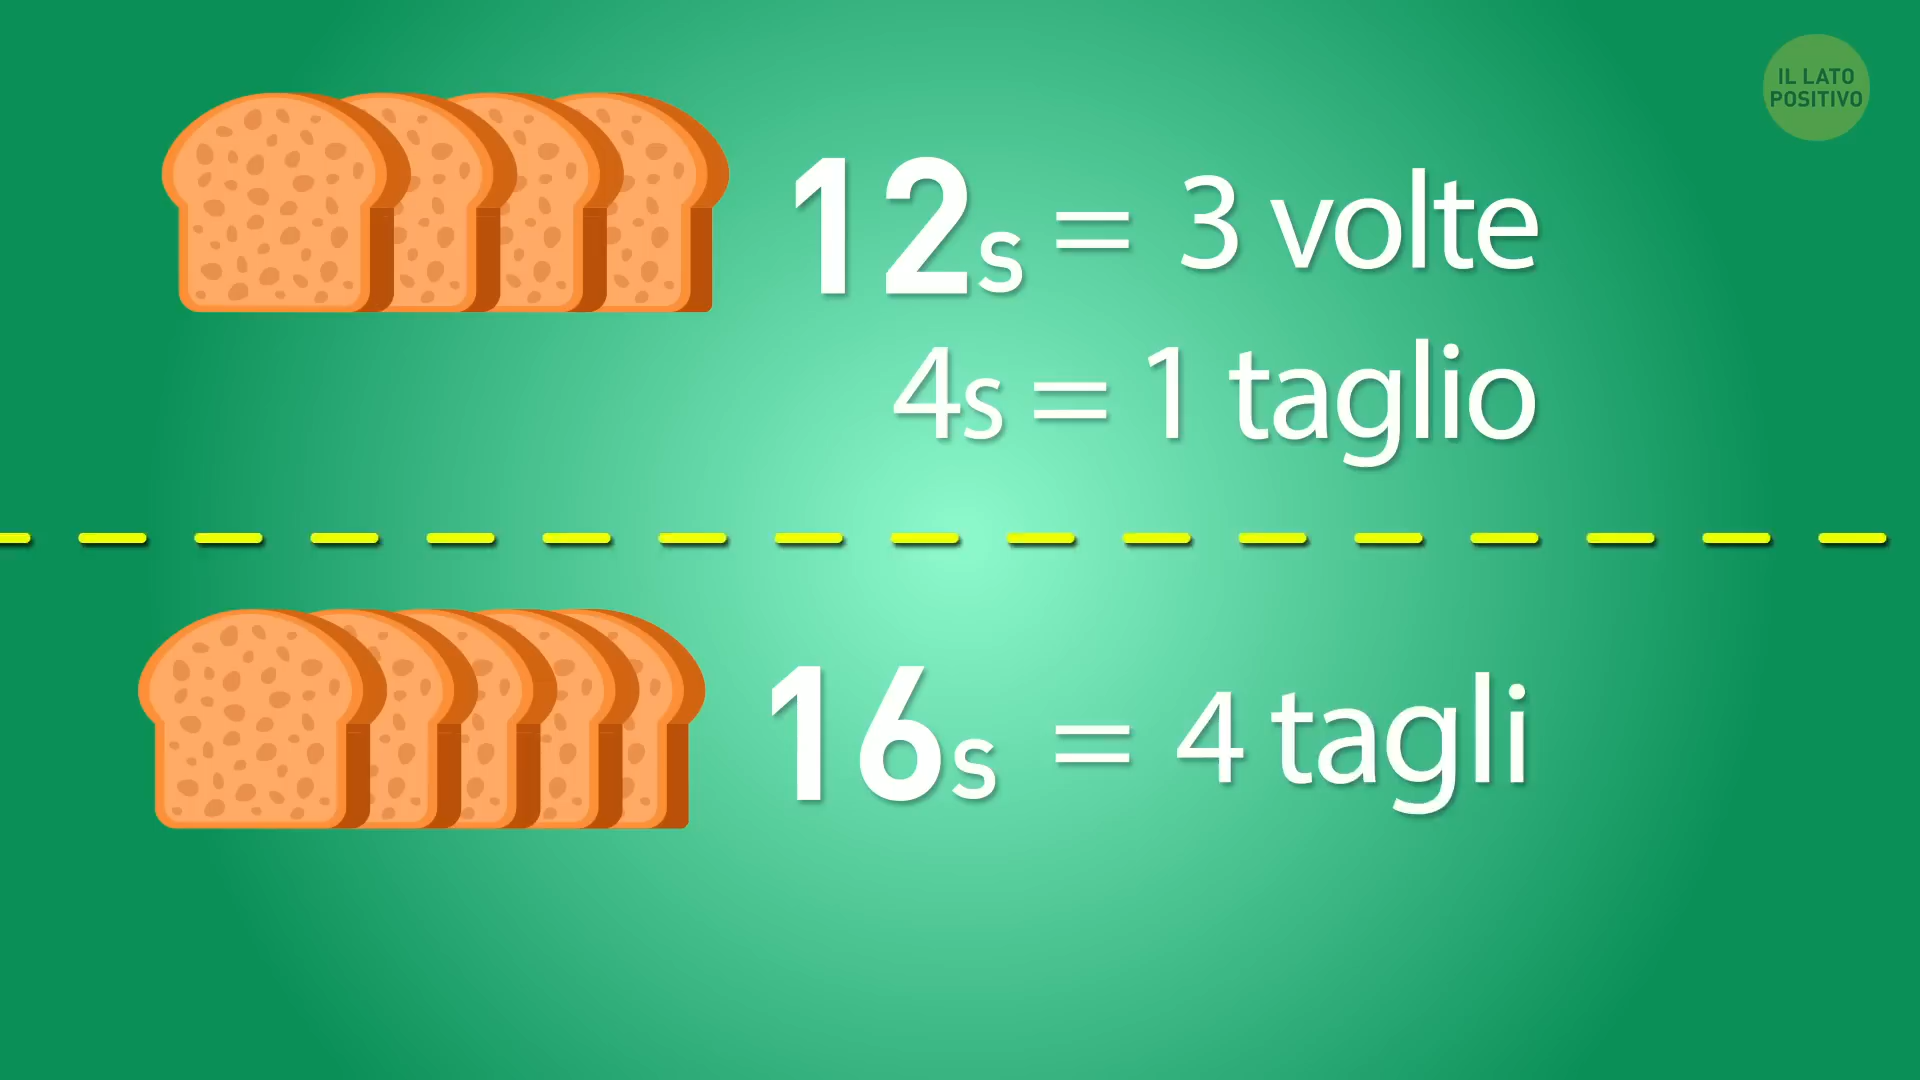 IL LATO
POSITIVO
12s = 3 volte
4s = 1 taglio
16s = 4 tagli